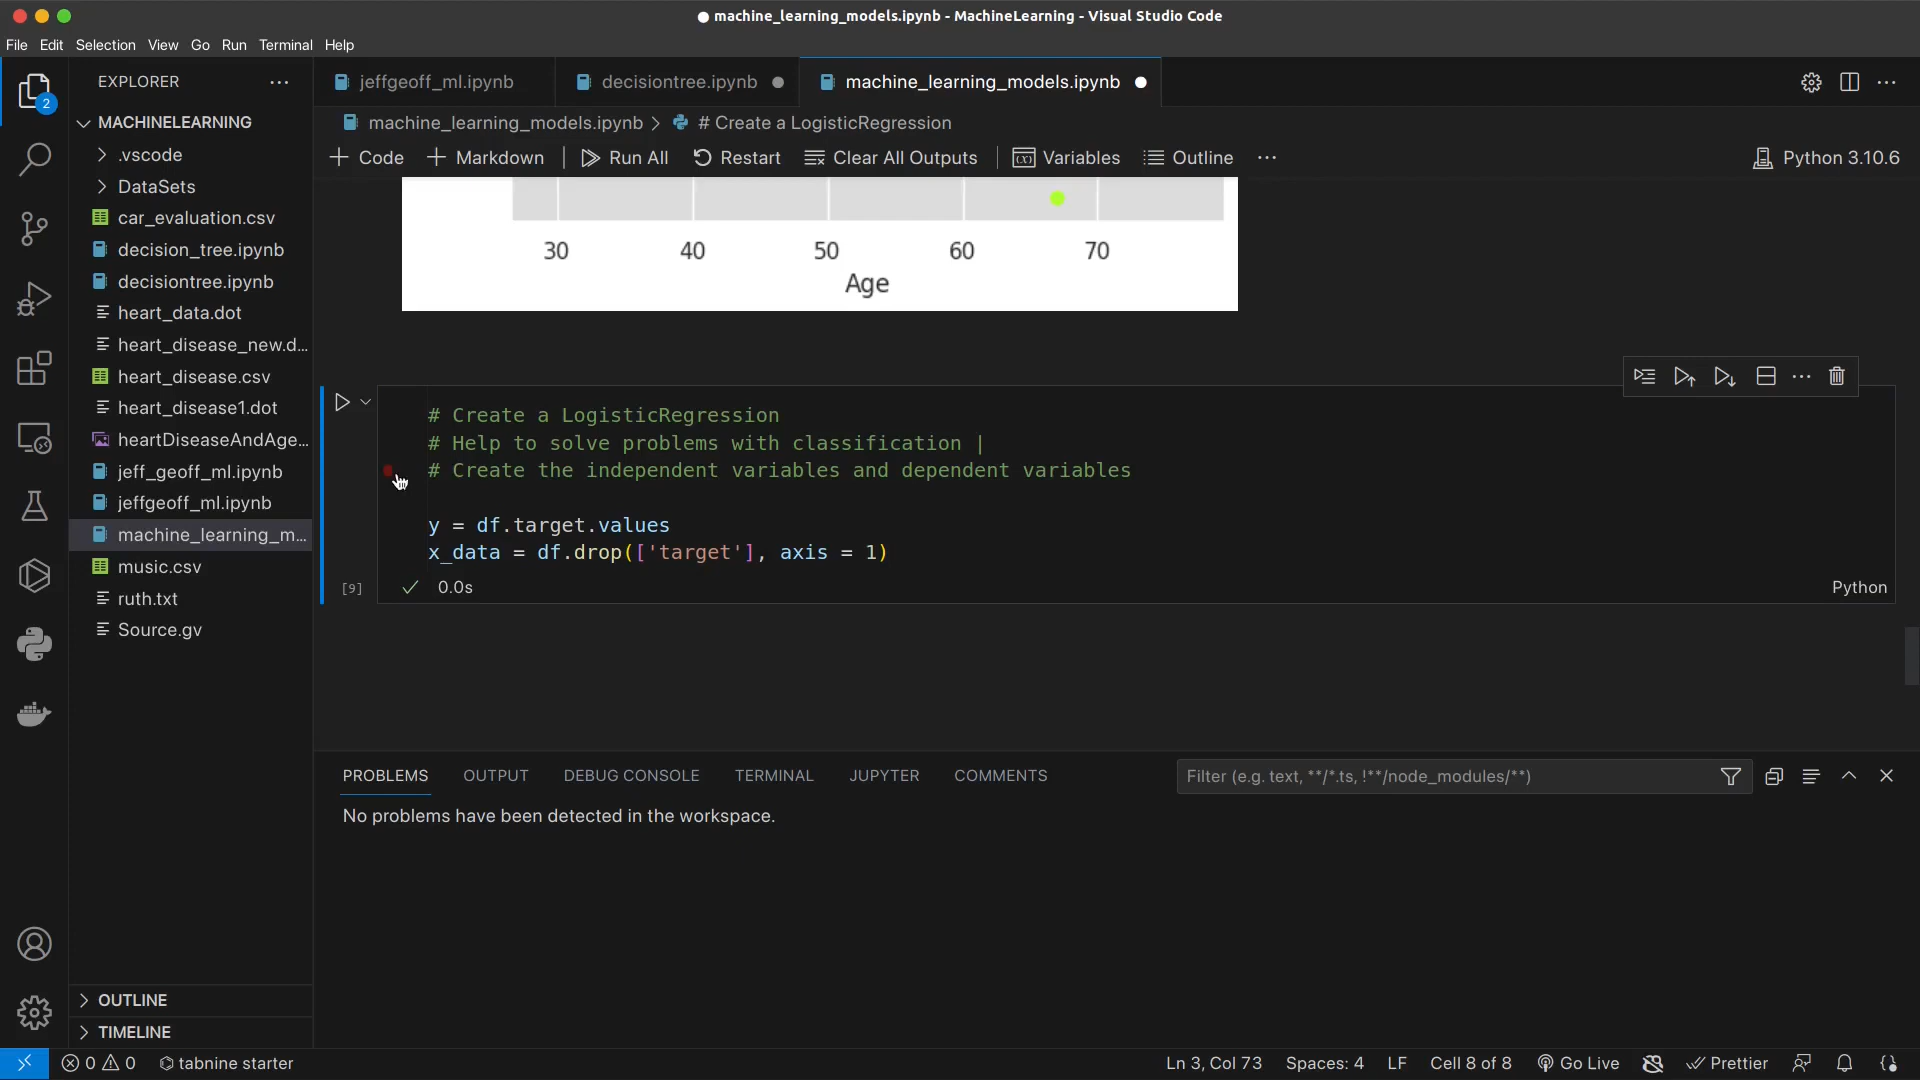 machine_learning_models.ipynb - MachineLearning - Visual Studio Code
File Edit Selection View Go Run Terminal Help
EXPLORER
MACHINELEARNING
.vscode
DataSets
car_evaluation.csv
decision_tree.ipynb
decisiontree.ipynb
heart_data.dot
heart_disease_new.d...
heart_disease.csv
heart_disease1.dot
heartDiseaseAndAge...
jeff_geoff_ml.ipynb
jeffgeoff_ml.ipynb
machine_learning_m...
music.csv
ruth.txt
Source.gv
OUTLINE
TIMELINE
2
jeffgeoff_ml.ipynb decisiontree.ipynb machine_learning_models.ipynb
machine_learning_models.ipynb > # Create a LogisticRegression
Code Markdown Run All Restart Clear All Outputs Variables Outline ... Python 3.10.6
30 40 50 60 70
Age
# Create a LogisticRegression
# Help to solve problems with classification |
# Create the independent variables and dependent variables
y = df.target.values
x_data = df.drop(['target'], axis = 1)
[9] 0.0s Python
PROBLEMS OUTPUT DEBUG CONSOLE TERMINAL JUPYTER COMMENTS
Filter (e.g. text, **/*.ts, !**/node_modules/**)
No problems have been detected in the workspace.
0 0 tabnine starter Ln 3, Col 73 Spaces: 4 LF Cell 8 of 8 Go Live Prettier